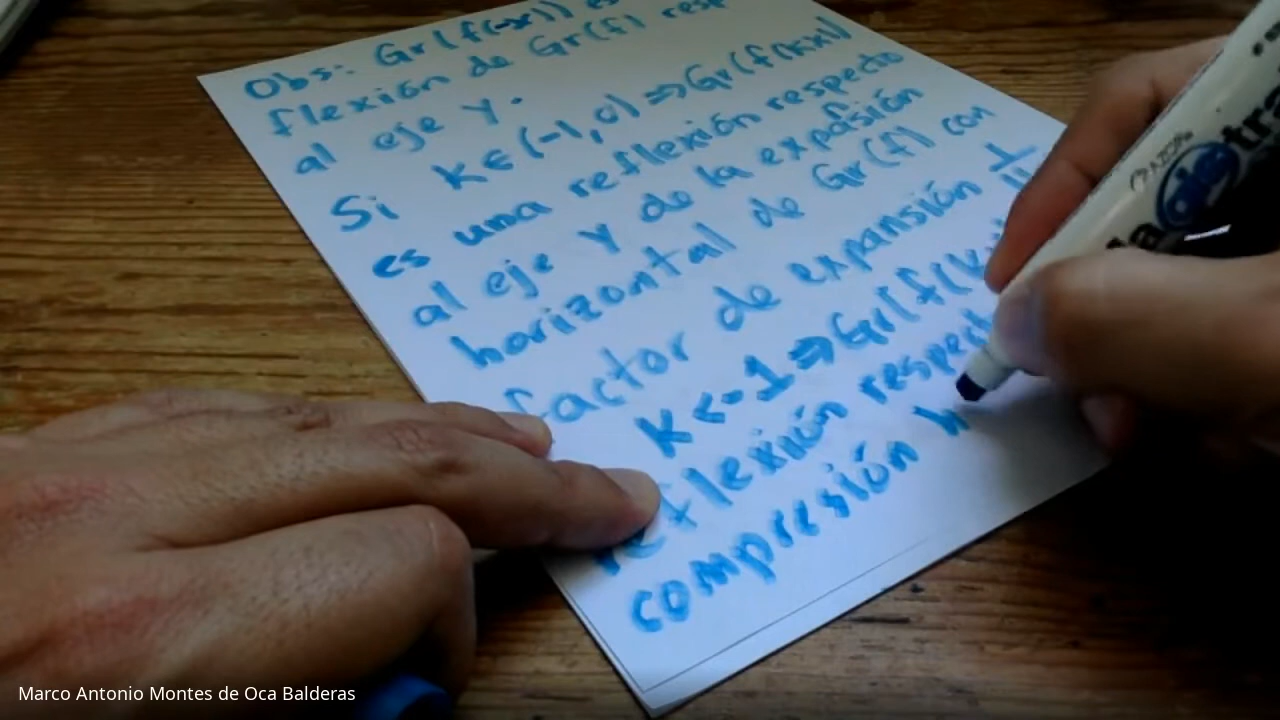 Obs: Gr(f(-x)) es
flexión de Gr(f) resp
al eje Y.
Si K∈(-1,0) ⇒ Gr(f(Kx))
es una reflexión respecto
al eje Y de la expansión
horizontal de Gr(f) con
factor de expansión 1
K<-1 ⇒ Gr(f(K
reflexión respect
compresión h
Marco Antonio Montes de Oca Balderas